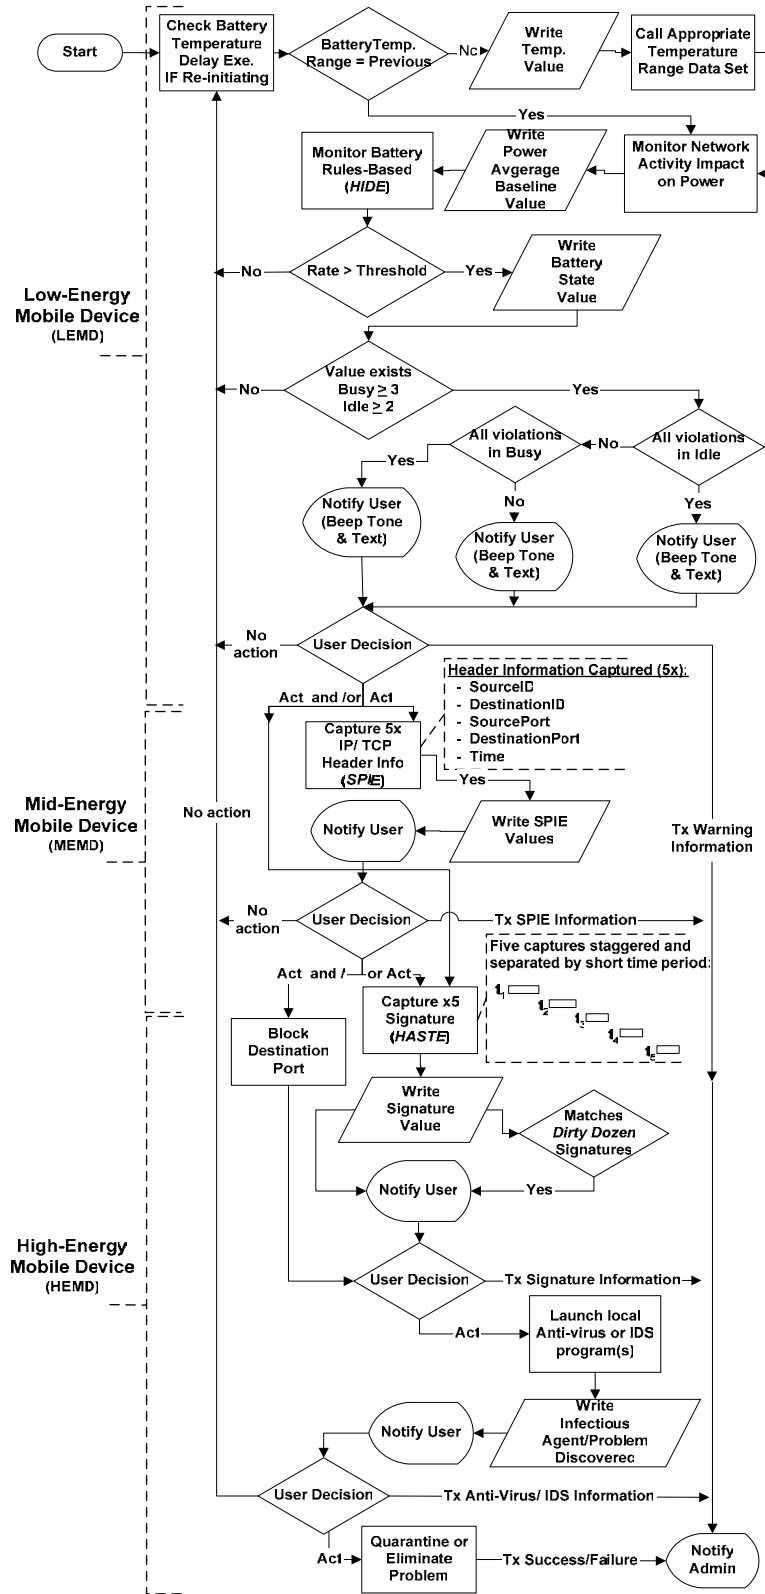 Start
Check Battery
Temperature
Delay Exe.
IF Re-initiating
BatteryTemp.
Range = Previous
No
Write
Temp.
Value
Call Appropriate
Temperature
Range Data Set
Yes
Monitor Network
Activity Impact
on Power
Write
Power
Avgerage
Baseline
Value
Monitor Battery
Rules-Based
(HIDE)
Rate > Threshold
No
Yes
Write
Battery
State
Value
Low-Energy
Mobile Device
(LEMD)
Value exists
Busy ≥ 3
Idle ≥ 2
No
Yes
All violations
in Idle
No
All violations
in Busy
Yes
No
Yes
Notify User
(Beep Tone
& Text)
Notify User
(Beep Tone
& Text)
Notify User
(Beep Tone
& Text)
User Decision
No
action
Act and /or Act
Header Information Captured (5x):
- SourceID
- DestinationID
- SourcePort
- DestinationPort
- Time
Capture 5x
IP/ TCP
Header Info
(SPIE)
Yes
Write SPIE
Values
Notify User
No action
Tx Warning
Information
Mid-Energy
Mobile Device
(MEMD)
User Decision
No
action
Tx SPIE Information
Act and / or Act
Five captures staggered and
separated by short time period:
t1
t2
t3
t4
t5
Capture x5
Signature
(HASTE)
Block
Destination
Port
Write
Signature
Value
Matches
Dirty Dozen
Signatures
Yes
Notify User
High-Energy
Mobile Device
(HEMD)
User Decision
Tx Signature Information
Act
Launch local
Anti-virus or IDS
program(s)
Write
Infectious
Agent/Problem
Discovered
Notify User
User Decision
Tx Anti-Virus/ IDS Information
Act
Quarantine or
Eliminate
Problem
Tx Success/Failure
Notify
Admin